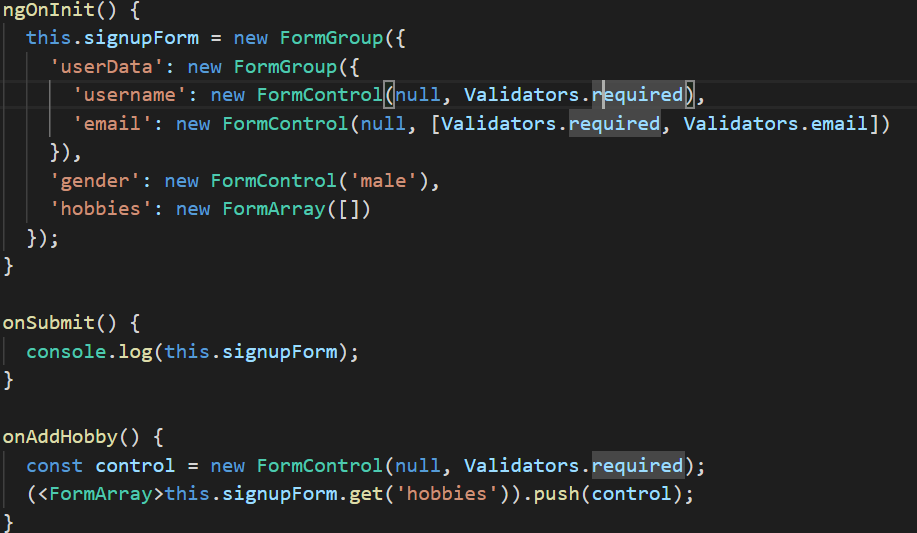 ngOnInit() {
  this.signupForm = new FormGroup({
    'userData': new FormGroup({
      'username': new FormControl(null, Validators.required),
      'email': new FormControl(null, [Validators.required, Validators.email])
    }),
    'gender': new FormControl('male'),
    'hobbies': new FormArray([])
  });
}
onSubmit() {
  console.log(this.signupForm);
}
onAddHobby() {
  const control = new FormControl(null, Validators.required);
  (<FormArray>this.signupForm.get('hobbies')).push(control);
}